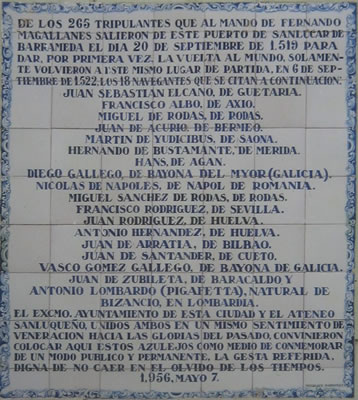 DE LOS 265 TRIPULANTES QUE AL MANDO DE FERNANDO
MAGALLANES SALIERON DE ESTE PUERTO DE SANLUCAR DE
BARRAMEDA EL DIA 20 DE SEPTIEMBRE DE 1.519 PARA
DAR, POR PRIMERA VEZ, LA VUELTA AL MUNDO, SOLAMEN-
TE VOLVIERON A ESTE MISMO LUGAR DE PARTIDA, EN 6 DE SEP-
TIEMBRE DE 1.522, LOS 18 NAVEGANTES QUE SE CITAN A CONTINUACION:
JUAN SEBASTIAN ELCANO, DE GUETARIA.
FRANCISCO ALBO, DE AXIO.
MIGUEL DE RODAS, DE RODAS.
JUAN DE ACURIO, DE BERMEO.
MARTIN DE YUDICIBUS, DE SAONA.
HERNANDO DE BUSTAMANTE, DE MERIDA.
HANS, DE AGAN.
DIEGO GALLEGO, DE BAYONA DEL MYOR (GALICIA).
NICOLAS DE NAPOLES, DE NAPOL DE ROMANIA.
MIGUEL SANCHEZ DE RODAS, DE RODAS.
FRANCISCO RODRIGUEZ, DE SEVILLA.
JUAN RODRIGUEZ, DE HUELVA.
ANTONIO HERNANDEZ, DE HUELVA.
JUAN DE ARRATIA, DE BILBAO.
JUAN DE SANTANDER, DE CUETO.
VASCO GOMEZ GALLEGO, DE BAYONA DE GALICIA.
JUAN DE ZUBILETA, DE BARACALDO Y
ANTONIO LOMBARDO (PIGAFETTA), NATURAL DE
BIZANCIO, EN LOMBARDIA.
EL EXCMO. AYUNTAMIENTO DE ESTA CIUDAD Y EL ATENEO
SANLUQUEÑO, UNIDOS AMBOS EN UN MISMO SENTIMIENTO DE
VENERACION HACIA LAS GLORIAS DEL PASADO, CONVINIERON
COLOCAR AQUI ESTOS AZULEJOS COMO MEDIO DE CONMEMORAR
DE UN MODO PUBLICO Y PERMANENTE, LA GESTA REFERIDA,
DIGNA DE NO CAER EN EL OLVIDO DE LOS TIEMPOS.
1.956, MAYO 7.